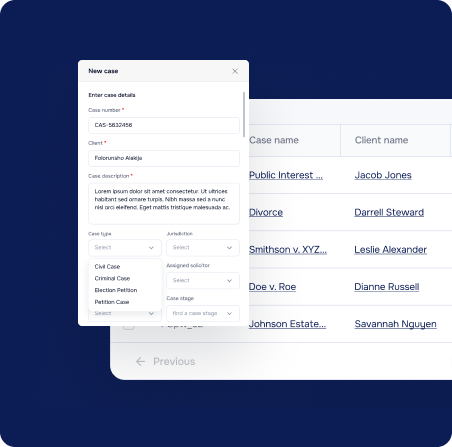 New case
Enter case details
Case number *
CAS-5632456
Client *
Folorunsho Alakija
Case description *
Lorem ipsum dolor sit amet consectetur. Ut ultrices
habitant sed ornare turpis. Nibh massa sed a nunc
nisl orci eleifend. Eget mattis tristique malesuada ac.
Case type
Jurisdiction
Select
Select
Civil Case
Criminal Case
Election Petition
Petition Case
Assigned solicitor
Select
Case stage
Select
find a case stage
Case name
Client name
Public Interest ...
Jacob Jones
Divorce
Darrell Steward
Smithson v. XYZ...
Leslie Alexander
Doe v. Roe
Dianne Russell
Johnson Estate...
Savannah Nguyen
Previous